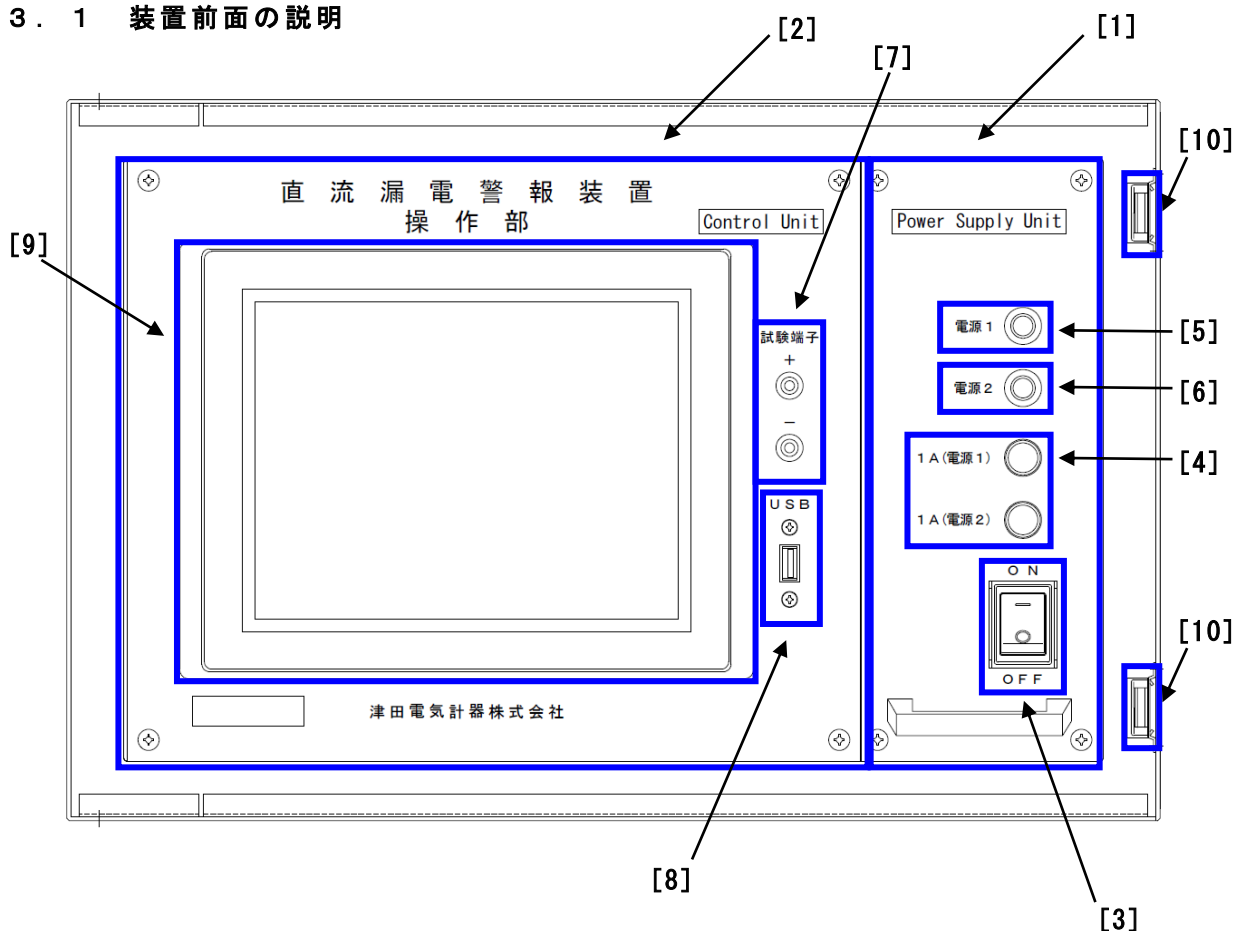 ３．１　装置前面の説明
[2]
[1]
[7]
[10]
直流漏電警報装置
操作部
Control Unit
Power Supply Unit
[9]
試験端子
＋
－
電源１
[5]
電源２
[6]
１Ａ(電源１)
[4]
１Ａ(電源２)
ＵＳＢ
ＯＮ
ＯＦＦ
[10]
津田電気計器株式会社
[8]
[3]